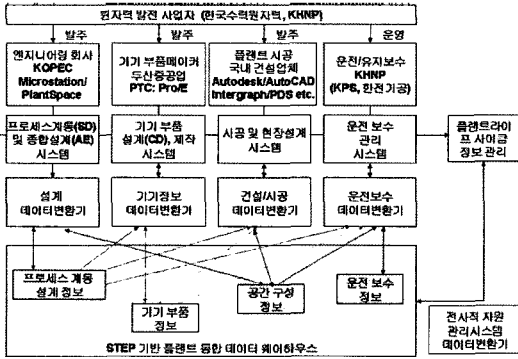 원자력 발전 사업자 (한국수력원자력, KHNP)
발주
발주
발주
운영
엔지니어링 회사
KOPEC
Microstation/
PlantSpace
기기 부품메이커
두산중공업
PTC: Pro/E
플랜트 시공
국내 건설업체
Autodesk/AutoCAD
Intergraph/PDS etc.
운전/유지보수
KHNP
(KPS, 한전기공)
프로세스계통(SD)
및 종합설계(AE)
시스템
기기 부품
설계(CD), 제작
시스템
시공 및 현장설계
시스템
운전 보수
관리
시스템
플랜트라이
프 사이클
정보 관리
설계
데이터변환기
기기정보
데이터변환기
건설/시공
데이터변환기
운전보수
데이터변환기
프로세스 계통
설계 정보
기기 부품
정보
공간 구성
정보
운전 보수
정보
STEP 기반 플랜트 통합 데이터 웨어하우스
전사적 자원
관리시스템
데이터변환기